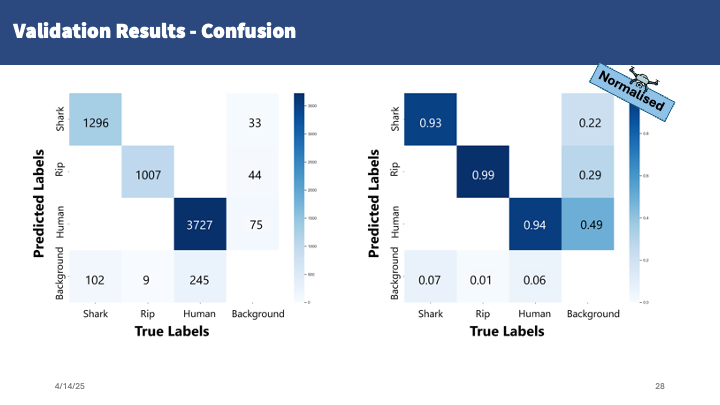 Validation Results - Confusion
Normalised
Predicted Labels
Shark
Rip
Human
Background
1296
33
1007
44
3727
75
102
9
245
Shark
Rip
Human
Background
True Labels
3500
3000
2500
2000
1500
1000
500
0
Predicted Labels
Shark
Rip
Human
Background
0.93
0.22
0.99
0.29
0.94
0.49
0.07
0.01
0.06
Shark
Rip
Human
Background
True Labels
0.8
0.6
0.4
0.2
0.0
4/14/25
28